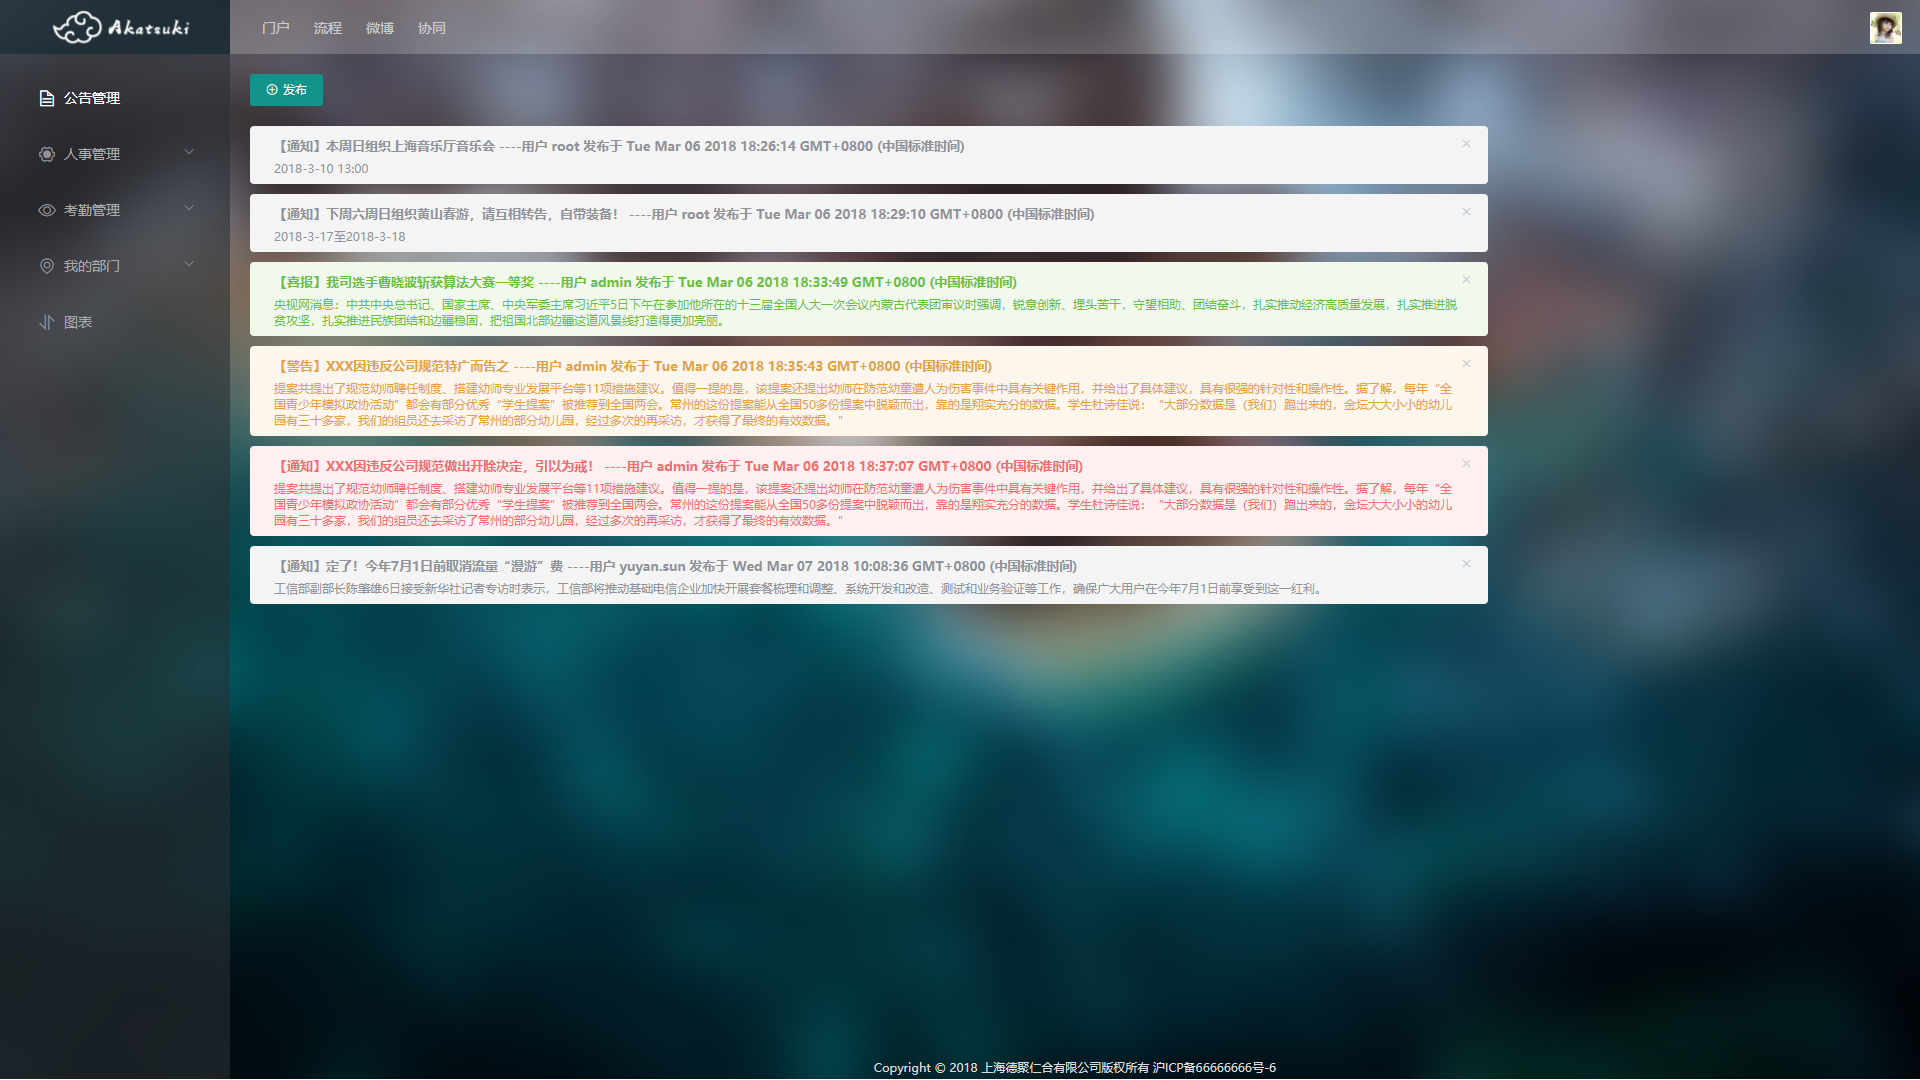 Akatsuki
门户 流程 微博 协同
公告管理
人事管理
考勤管理
我的部门
图表
发布
【通知】本周日组织上海音乐厅音乐会 ----用户 root 发布于 Tue Mar 06 2018 18:26:14 GMT+0800 (中国标准时间)
2018-3-10 13:00
【通知】下周六周日组织黄山春游，请互相转告，自带装备！ ----用户 root 发布于 Tue Mar 06 2018 18:29:10 GMT+0800 (中国标准时间)
2018-3-17至2018-3-18
【喜报】我司选手曹晓波斩获算法大赛一等奖 ----用户 admin 发布于 Tue Mar 06 2018 18:33:49 GMT+0800 (中国标准时间)
央视网消息：中共中央总书记、国家主席、中央军委主席习近平5日下午在参加他所在的十三届全国人大一次会议内蒙古代表团审议时强调，锐意创新、埋头苦干，守望相助、团结奋斗，扎实推动经济高质量发展，扎实推进脱
贫攻坚，扎实推进民族团结和边疆稳固，把祖国北部边疆这道风景线打造得更加亮丽。
【警告】XXX因违反公司规范特广而告之 ----用户 admin 发布于 Tue Mar 06 2018 18:35:43 GMT+0800 (中国标准时间)
提案共提出了规范幼师聘任制度、搭建幼师专业发展平台等11项措施建议。值得一提的是，该提案还提出幼师在防范幼童遭人为伤害事件中具有关键作用，并给出了具体建议，具有很强的针对性和操作性。据了解，每年“全
国青少年模拟政协活动”都会有部分优秀“学生提案”被推荐到全国两会。常州的这份提案能从全国50多份提案中脱颖而出，靠的是翔实充分的数据。学生杜诗佳说：“大部分数据是（我们）跑出来的，金坛大大小小的幼儿
园有三十多家，我们的组员还去采访了常州的部分幼儿园，经过多次的再采访，才获得了最终的有效数据。”
【通知】XXX因违反公司规范做出开除决定，引以为戒！ ----用户 admin 发布于 Tue Mar 06 2018 18:37:07 GMT+0800 (中国标准时间)
提案共提出了规范幼师聘任制度、搭建幼师专业发展平台等11项措施建议。值得一提的是，该提案还提出幼师在防范幼童遭人为伤害事件中具有关键作用，并给出了具体建议，具有很强的针对性和操作性。据了解，每年“全
国青少年模拟政协活动”都会有部分优秀“学生提案”被推荐到全国两会。常州的这份提案能从全国50多份提案中脱颖而出，靠的是翔实充分的数据。学生杜诗佳说：“大部分数据是（我们）跑出来的，金坛大大小小的幼儿
园有三十多家，我们的组员还去采访了常州的部分幼儿园，经过多次的再采访，才获得了最终的有效数据。”
【通知】定了！今年7月1日前取消流量“漫游”费 ----用户 yuyan.sun 发布于 Wed Mar 07 2018 10:08:36 GMT+0800 (中国标准时间)
工信部副部长陈肇雄6日接受新华社记者专访时表示，工信部将推动基础电信企业加快开展套餐梳理和调整、系统开发和改造、测试和业务验证等工作，确保广大用户在今年7月1日前享受到这一红利。
Copyright © 2018 上海德聚仁合有限公司版权所有 沪ICP备66666666号-6